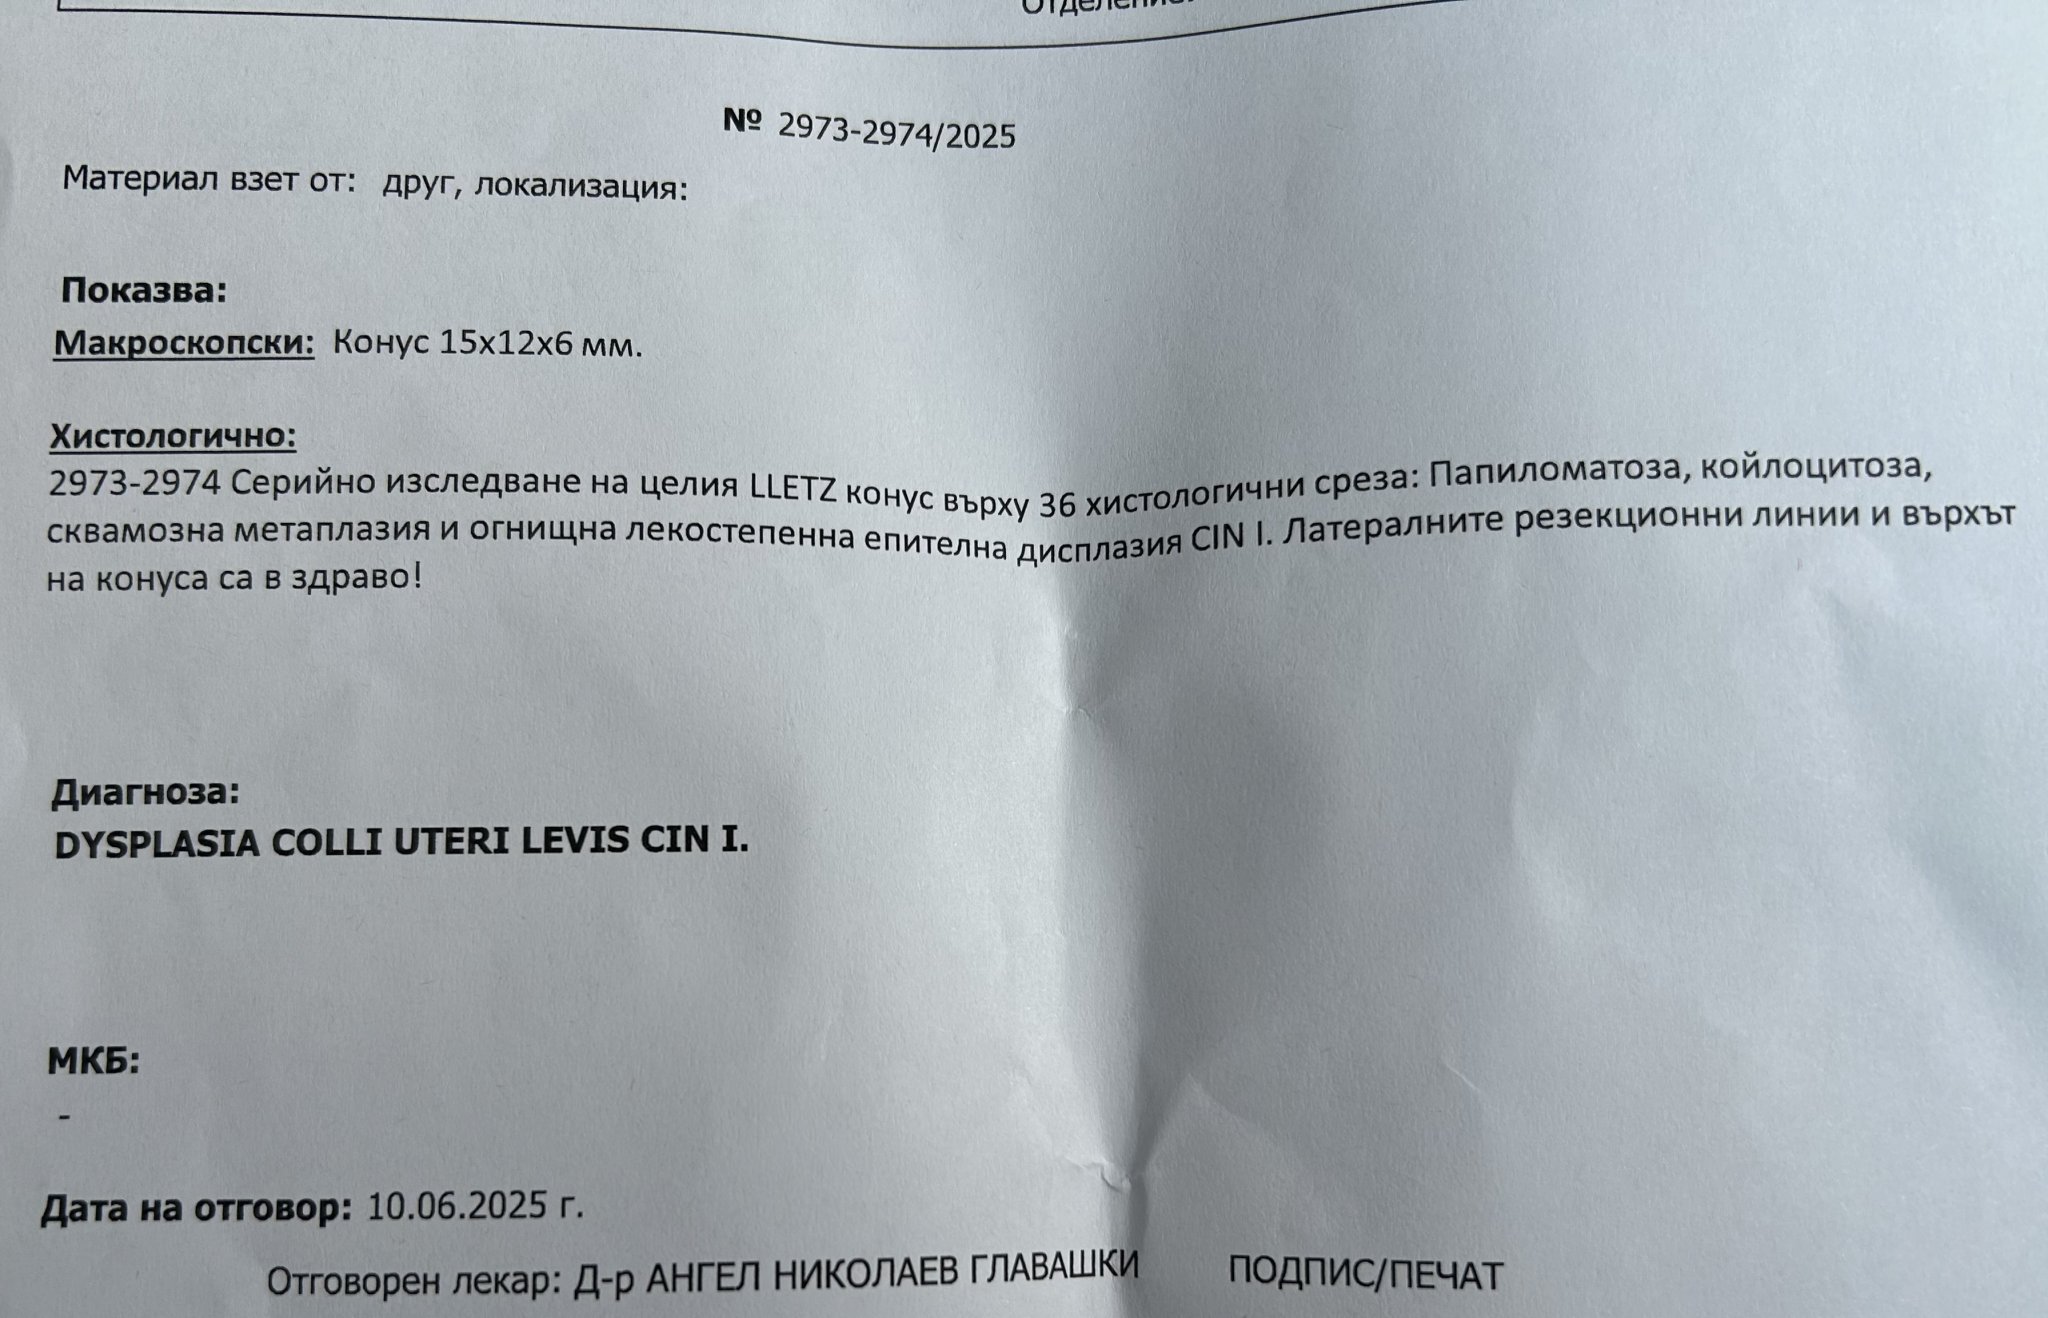 Отделение:
№ 2973-2974/2025
Материал взет от: друг, локализация:
Показва:
Макроскопски: Конус 15х12х6 мм.
Хистологично:
2973-2974 Серийно изследване на целия LLETZ конус върху 36 хистологични среза: Папиломатоза, койлоцитоза,
сквамозна метаплазия и огнищна лекостепенна епителна дисплазия CIN I. Латералните резекционни линии и върхът
на конуса са в здраво!
Диагноза:
DYSPLASIA COLLI UTERI LEVIS CIN I.
МКБ:
-
Дата на отговор: 10.06.2025 г.
Отговорен лекар: Д-р АНГЕЛ НИКОЛАЕВ ГЛАВАШКИ ПОДПИС/ПЕЧАТ